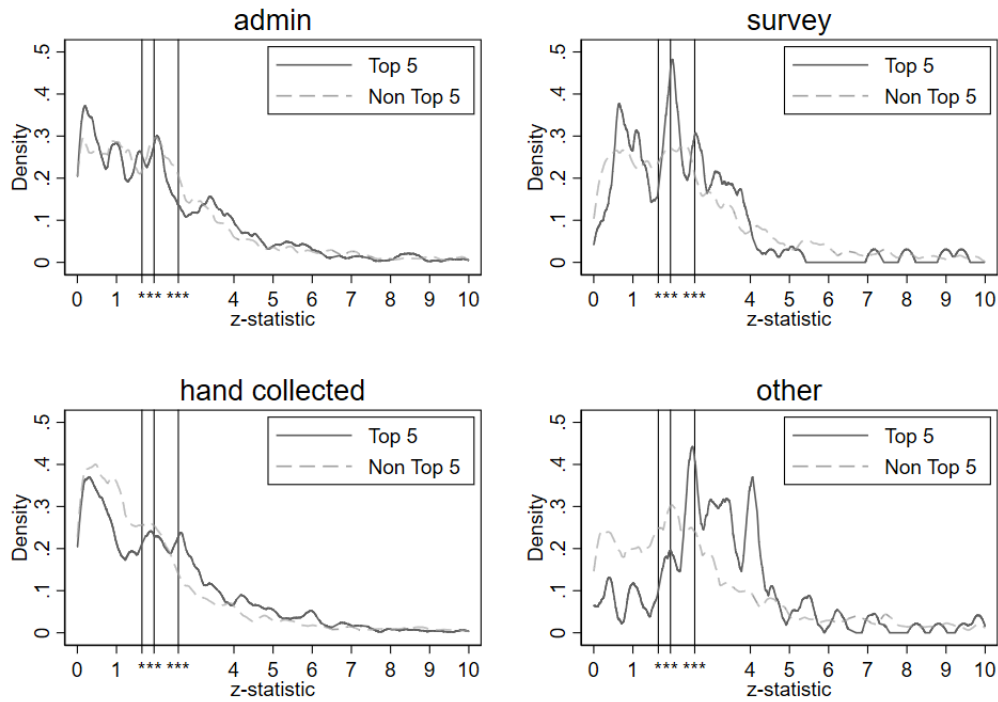 admin
Density
.5
.4
.3
.2
.1
0
Top 5
Non Top 5
0 1 *** *** 4 5 6 7 8 9 10
z-statistic
survey
Density
.5
.4
.3
.2
.1
0
Top 5
Non Top 5
0 1 *** *** 4 5 6 7 8 9 10
z-statistic
hand collected
Density
.5
.4
.3
.2
.1
0
Top 5
Non Top 5
0 1 *** *** 4 5 6 7 8 9 10
z-statistic
other
Density
.5
.4
.3
.2
.1
0
Top 5
Non Top 5
0 1 *** *** 4 5 6 7 8 9 10
z-statistic